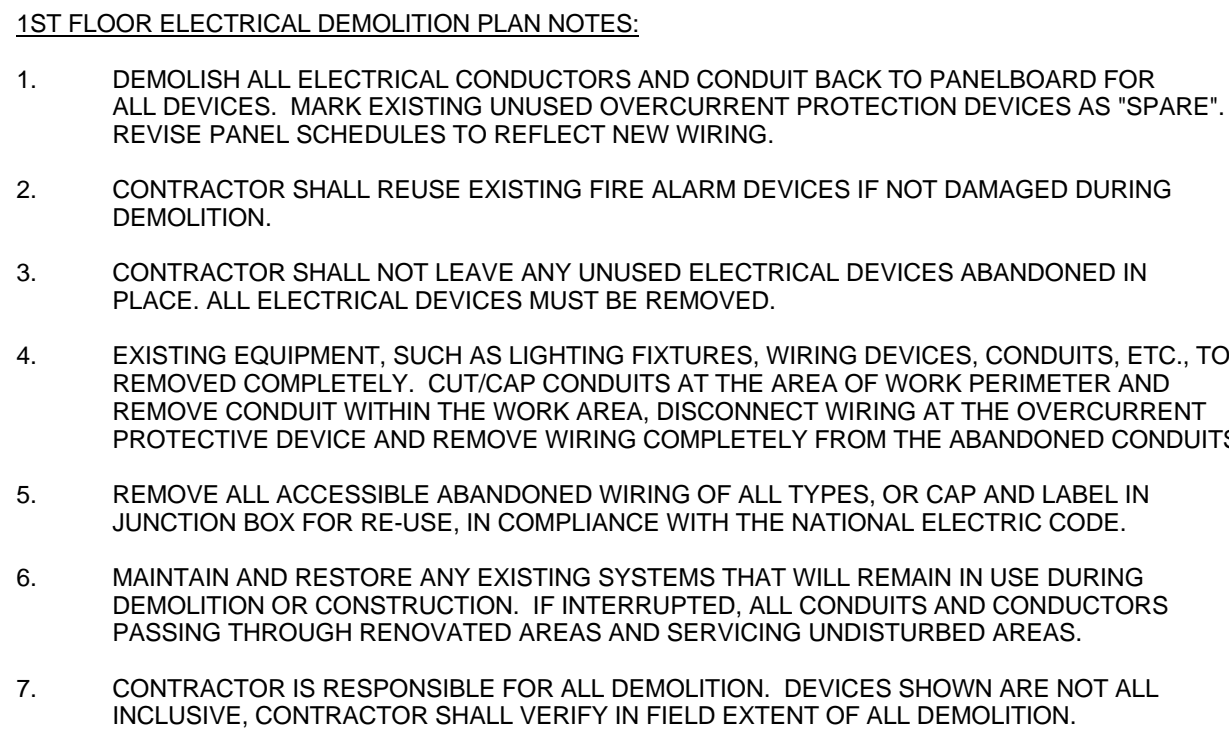 1ST FLOOR ELECTRICAL DEMOLITION PLAN NOTES:
1. DEMOLISH ALL ELECTRICAL CONDUCTORS AND CONDUIT BACK TO PANELBOARD FOR
ALL DEVICES. MARK EXISTING UNUSED OVERCURRENT PROTECTION DEVICES AS "SPARE".
REVISE PANEL SCHEDULES TO REFLECT NEW WIRING.
2. CONTRACTOR SHALL REUSE EXISTING FIRE ALARM DEVICES IF NOT DAMAGED DURING
DEMOLITION.
3. CONTRACTOR SHALL NOT LEAVE ANY UNUSED ELECTRICAL DEVICES ABANDONED IN
PLACE. ALL ELECTRICAL DEVICES MUST BE REMOVED.
4. EXISTING EQUIPMENT, SUCH AS LIGHTING FIXTURES, WIRING DEVICES, CONDUITS, ETC., TO
REMOVED COMPLETELY. CUT/CAP CONDUITS AT THE AREA OF WORK PERIMETER AND
REMOVE CONDUIT WITHIN THE WORK AREA, DISCONNECT WIRING AT THE OVERCURRENT
PROTECTIVE DEVICE AND REMOVE WIRING COMPLETELY FROM THE ABANDONED CONDUITS
5. REMOVE ALL ACCESSIBLE ABANDONED WIRING OF ALL TYPES, OR CAP AND LABEL IN
JUNCTION BOX FOR RE-USE, IN COMPLIANCE WITH THE NATIONAL ELECTRIC CODE.
6. MAINTAIN AND RESTORE ANY EXISTING SYSTEMS THAT WILL REMAIN IN USE DURING
DEMOLITION OR CONSTRUCTION. IF INTERRUPTED, ALL CONDUITS AND CONDUCTORS
PASSING THROUGH RENOVATED AREAS AND SERVICING UNDISTURBED AREAS.
7. CONTRACTOR IS RESPONSIBLE FOR ALL DEMOLITION. DEVICES SHOWN ARE NOT ALL
INCLUSIVE, CONTRACTOR SHALL VERIFY IN FIELD EXTENT OF ALL DEMOLITION.